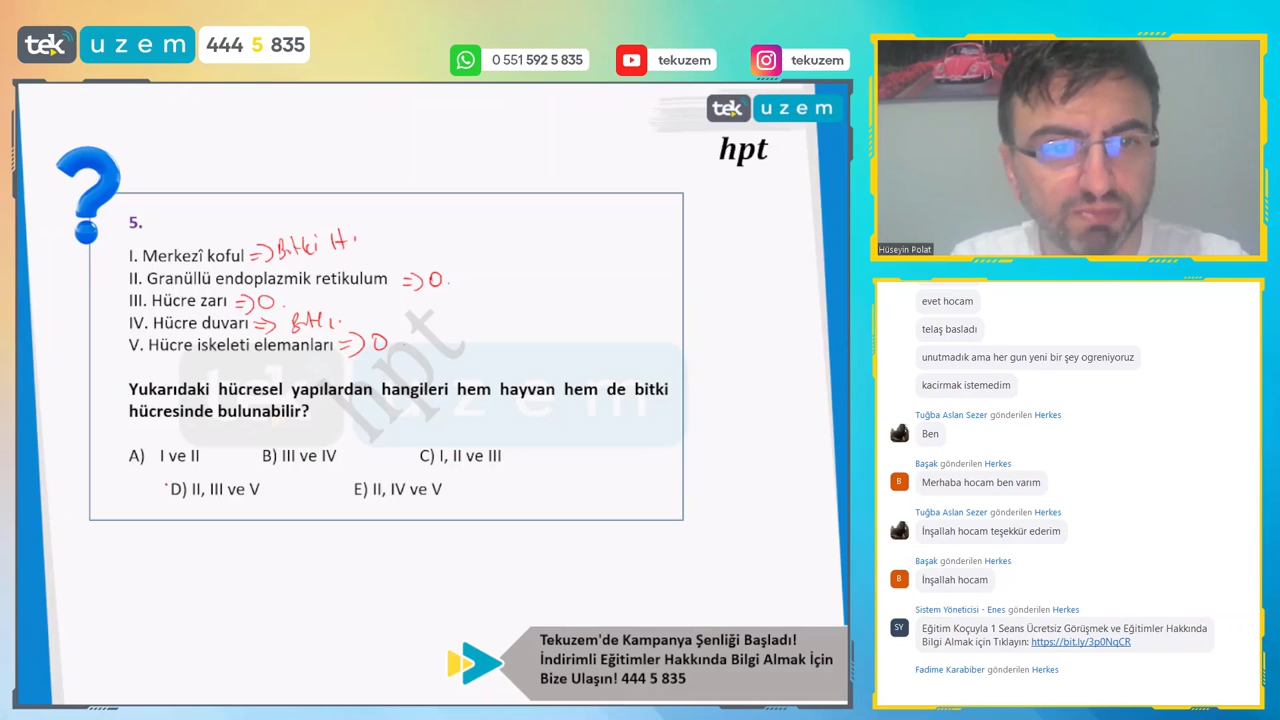 tek uzem 444 5 835
0 551 592 5 835
tekuzem
tekuzem
tek uzem
hpt
5.
I. Merkezî koful => Bitki H.
II. Granüllü endoplazmik retikulum => O.
III. Hücre zarı => O.
IV. Hücre duvarı => Bitki.
V. Hücre iskeleti elemanları => O
hpt
uzem
Yukarıdaki hücresel yapılardan hangileri hem hayvan hem de bitki
hücresinde bulunabilir?
A) I ve II B) III ve IV C) I, II ve III
D) II, III ve V E) II, IV ve V
Tekuzem'de Kampanya Şenliği Başladı!
İndirimli Eğitimler Hakkında Bilgi Almak İçin
Bize Ulaşın! 444 5 835
Hüseyin Polat
evet hocam
telaş basladı
unutmadık ama her gun yeni bir şey ogreniyoruz
kacirmak istemedim
Tuğba Aslan Sezer gönderilen Herkes
Ben
Başak gönderilen Herkes
B
Merhaba hocam ben varım
Tuğba Aslan Sezer gönderilen Herkes
İnşallah hocam teşekkür ederim
Başak gönderilen Herkes
B
İnşallah hocam
Sistem Yöneticisi - Enes gönderilen Herkes
SY
Eğitim Koçuyla 1 Seans Ücretsiz Görüşmek ve Eğitimler Hakkında
Bilgi Almak için Tıklayın: https://bit.ly/3p0NqCR
Fadime Karabiber gönderilen Herkes